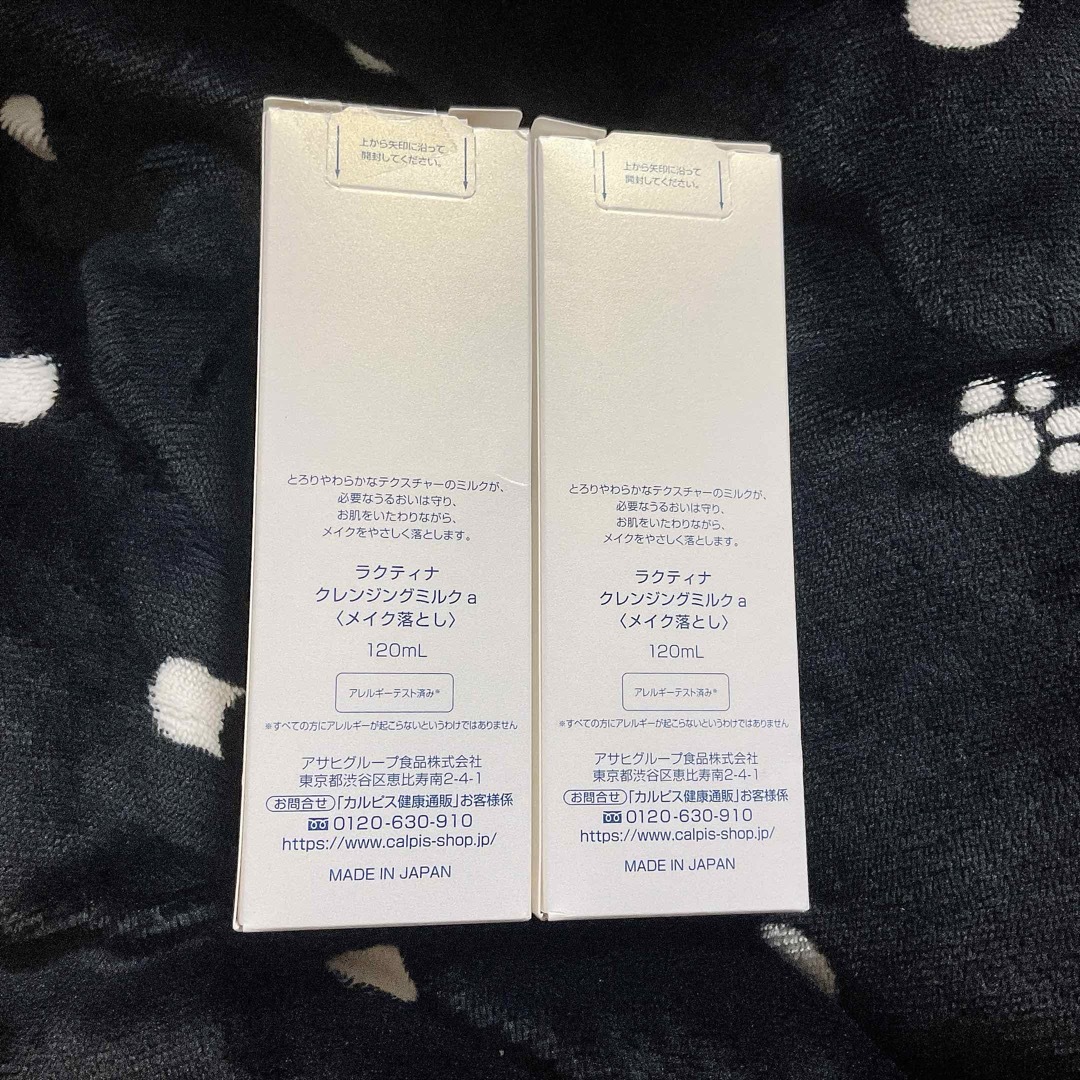 上から矢印に沿って
開封してください。
とろりやわらかなテクスチャーのミルクが、
必要なうるおいは守り、
お肌をいたわりながら、
メイクをやさしく落とします。
ラクティナ
クレンジングミルクa
〈メイク落とし〉
120mL
アレルギーテスト済み*
※すべての方にアレルギーが起こらないというわけではありません
アサヒグループ食品株式会社
東京都渋谷区恵比寿南2-4-1
お問合せ「カルピス健康通販」お客様係
0120-630-910
https://www.calpis-shop.jp/
MADE IN JAPAN
上から矢印に沿って
開封してください。
とろりやわらかなテクスチャーのミルクが、
必要なうるおいは守り、
お肌をいたわりながら、
メイクをやさしく落とします。
ラクティナ
クレンジングミルクa
〈メイク落とし〉
120mL
アレルギーテスト済み*
※すべての方にアレルギーが起こらないというわけではありません
アサヒグループ食品株式会社
東京都渋谷区恵比寿南2-4-1
お問合せ「カルピス健康通販」お客様係
0120-630-910
https://www.calpis-shop.jp/
MADE IN JAPAN